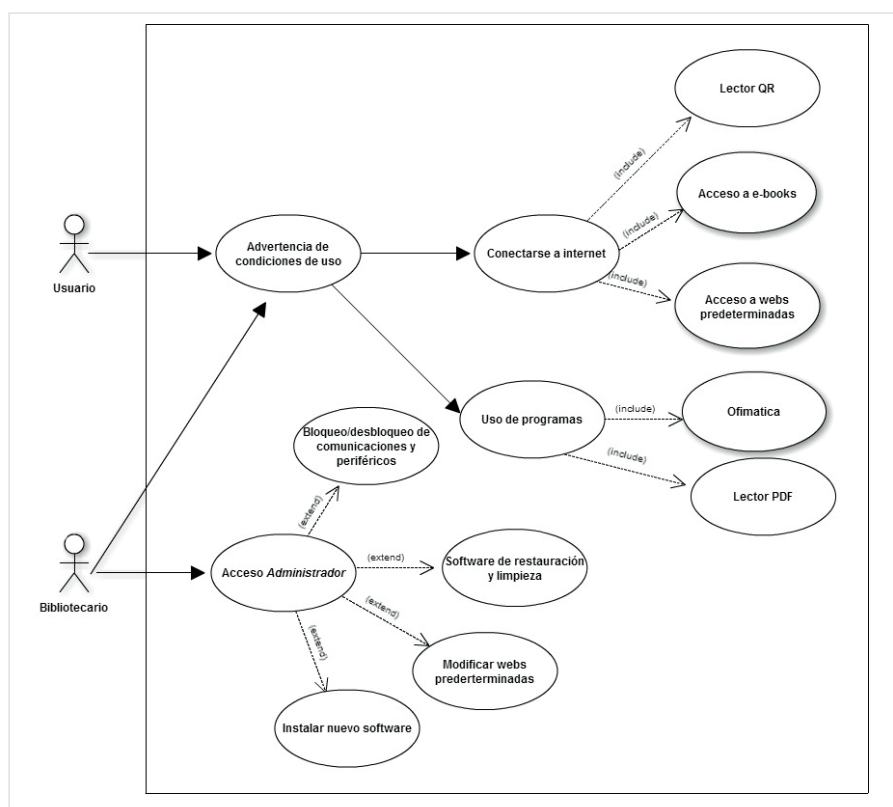 Lector QR
(include)
Acceso a e-books
(include)
Advertencia de
condiciones de uso
Conectarse a internet
Usuario
(include)
Acceso a webs
predeterminadas
Uso de programas
(include)
Ofimatica
Bloqueo/desbloqueo de
comunicaciones y
periféricos
(include)
Lector PDF
(extend)
Bibliotecario
Acceso Administrador
(extend)
Software de restauración
y limpieza
(extend)
(extend)
Modificar webs
prederterminadas
Instalar nuevo software